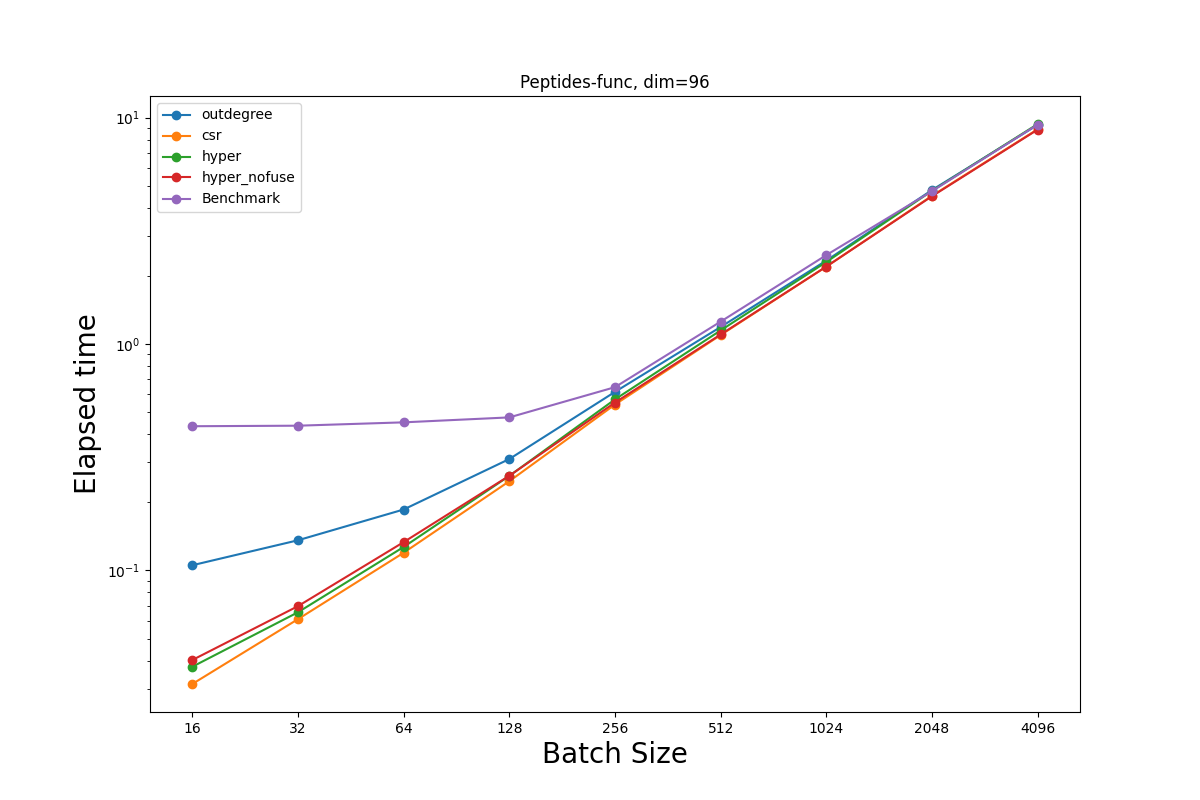 Peptides-func, dim=96
outdegree
csr
hyper
hyper_nofuse
Benchmark
10¹
10⁰
10⁻¹
Elapsed time
16 32 64 128 256 512 1024 2048 4096
Batch Size